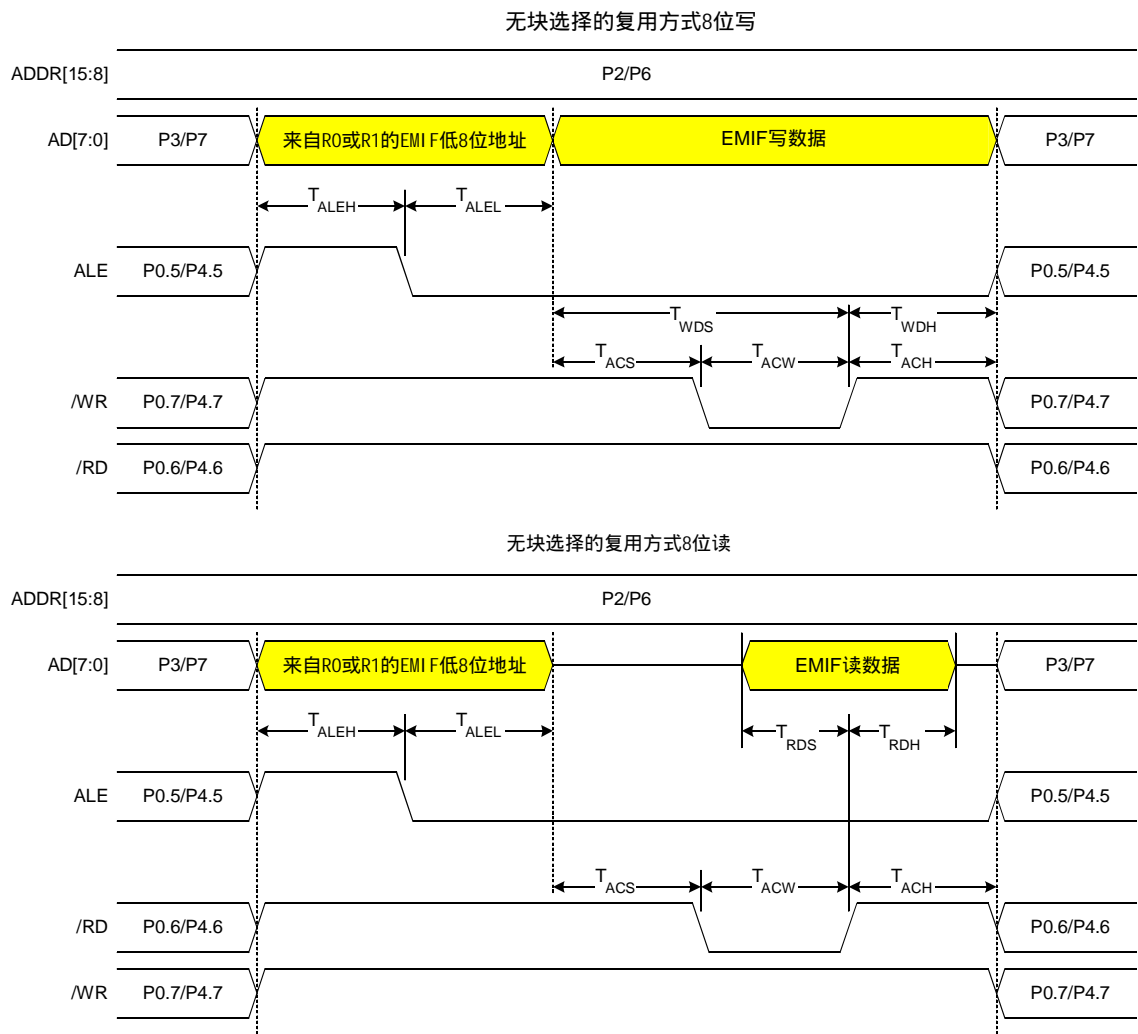 无块选择的复用方式8位写
ADDR[15:8] P2/P6
AD[7:0] P3/P7 来自R0或R1的EMIF低8位地址 EMIF写数据 P3/P7
TALEH TALEL
ALE P0.5/P4.5 P0.5/P4.5
TWDS TWDH
TACS TACW TACH
/WR P0.7/P4.7 P0.7/P4.7
/RD P0.6/P4.6 P0.6/P4.6
无块选择的复用方式8位读
ADDR[15:8] P2/P6
AD[7:0] P3/P7 来自R0或R1的EMIF低8位地址 EMIF读数据 P3/P7
TALEH TALEL TRDS TRDH
ALE P0.5/P4.5 P0.5/P4.5
TACS TACW TACH
/RD P0.6/P4.6 P0.6/P4.6
/WR P0.7/P4.7 P0.7/P4.7